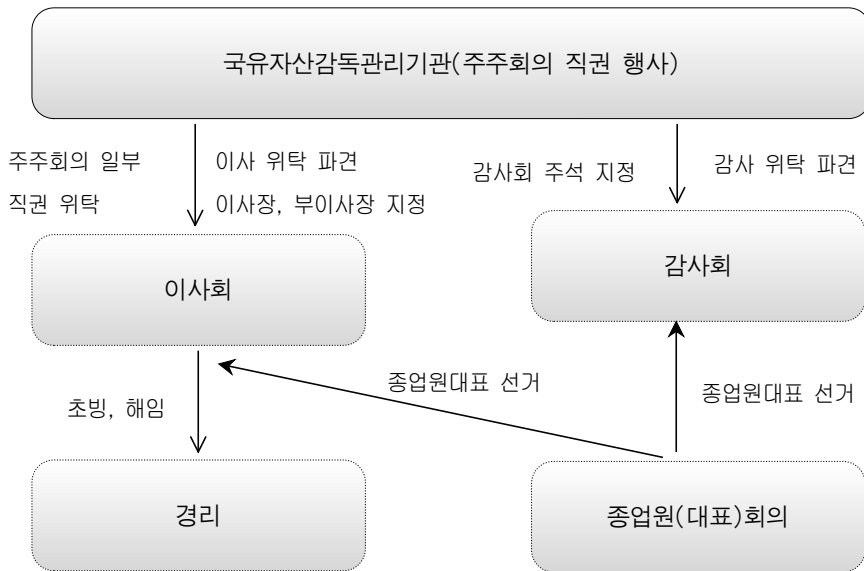 국유자산감독관리기관(주주회의 직권 행사)
주주회의 일부
직권 위탁
이사 위탁 파견
이사장, 부이사장 지정
감사회 주석 지정
감사 위탁 파견
이사회
감사회
초빙, 해임
종업원대표 선거
종업원대표 선거
경리
종업원(대표)회의